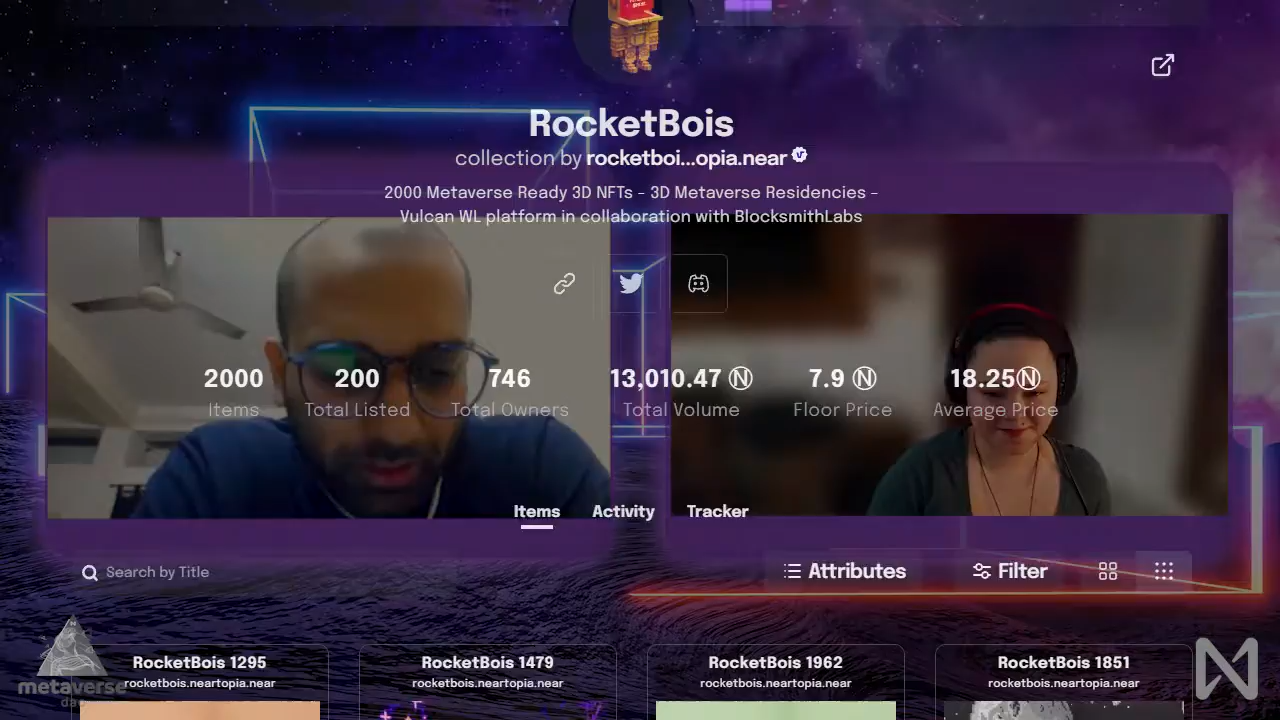 RocketBois
collection by rocketboi...opia.near
2000 Metaverse Ready 3D NFTs - 3D Metaverse Residencies -
Vulcan WL platform in collaboration with BlocksmithLabs
2000 200 746 13,010.47 N 7.9 N 18.25 N
Items Total Listed Total Owners Total Volume Floor Price Average Price
Items Activity Tracker
Search by Title Attributes Filter
RocketBois 1295 RocketBois 1479 RocketBois 1962 RocketBois 1851
rocketbois.neartopia.near rocketbois.neartopia.near rocketbois.neartopia.near rocketbois.neartopia.near
metaverse
dao